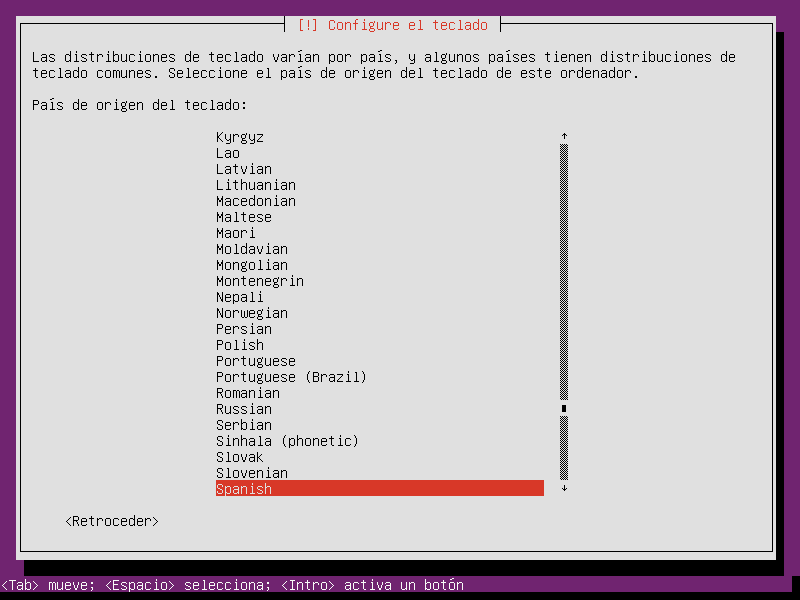 [!] Configure el teclado
Las distribuciones de teclado varían por país, y algunos países tienen distribuciones de
teclado comunes. Seleccione el país de origen del teclado de este ordenador.
País de origen del teclado:
Kyrgyz
Lao
Latvian
Lithuanian
Macedonian
Maltese
Maori
Moldavian
Mongolian
Montenegrin
Nepali
Norwegian
Persian
Polish
Portuguese
Portuguese (Brazil)
Romanian
Russian
Serbian
Sinhala (phonetic)
Slovak
Slovenian
Spanish
<Retroceder>
<Tab> mueve; <Espacio> selecciona; <Intro> activa un botón